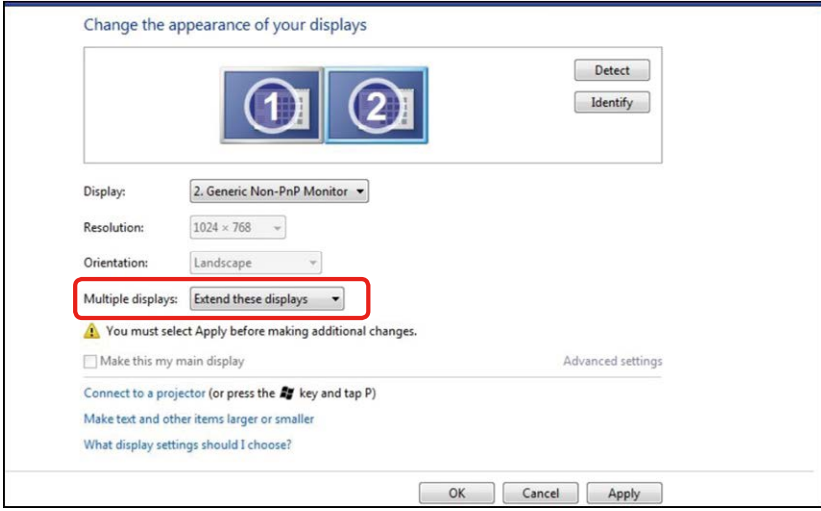 Change the appearance of your displays
1 2
Detect
Identify
Display: 2. Generic Non-PnP Monitor
Resolution: 1024 × 768
Orientation: Landscape
Multiple displays: Extend these displays
You must select Apply before making additional changes.
Make this my main display Advanced settings
Connect to a projector (or press the key and tap P)
Make text and other items larger or smaller
What display settings should I choose?
OK Cancel Apply